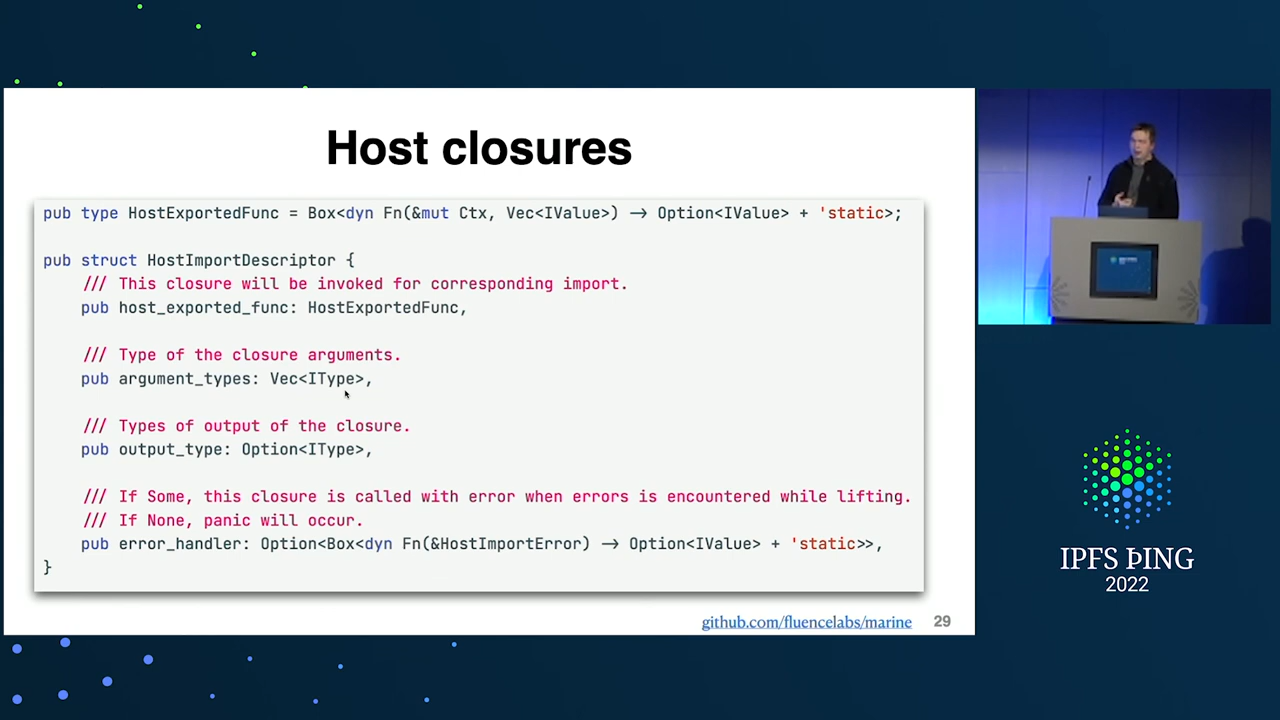 Host closures
pub type HostExportedFunc = Box<dyn Fn(&mut Ctx, Vec<IValue>) → Option<IValue> + 'static>;
pub struct HostImportDescriptor {
/// This closure will be invoked for corresponding import.
pub host_exported_func: HostExportedFunc,
/// Type of the closure arguments.
pub argument_types: Vec<IType>,
/// Types of output of the closure.
pub output_type: Option<IType>,
/// If Some, this closure is called with error when errors is encountered while lifting.
/// If None, panic will occur.
pub error_handler: Option<Box<dyn Fn(&HostImportError) → Option<IValue> + 'static>>,
}
github.com/fluencelabs/marine 29
IPFS ÞING
2022